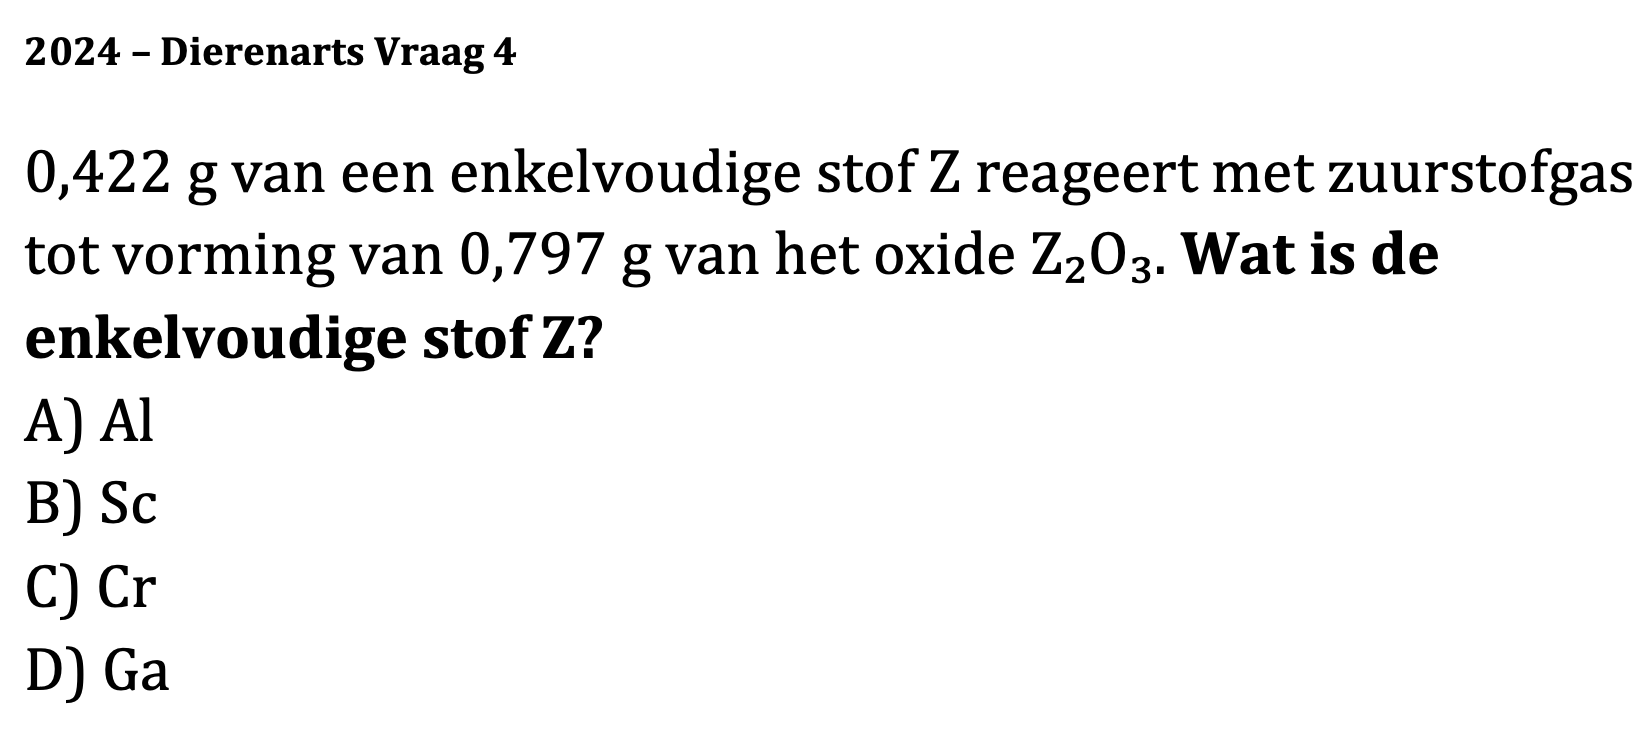 2024 – Dierenarts Vraag 4
0,422 g van een enkelvoudige stof Z reageert met zuurstofgas
tot vorming van 0,797 g van het oxide Z₂O₃. Wat is de
enkelvoudige stof Z?
A) Al
B) Sc
C) Cr
D) Ga